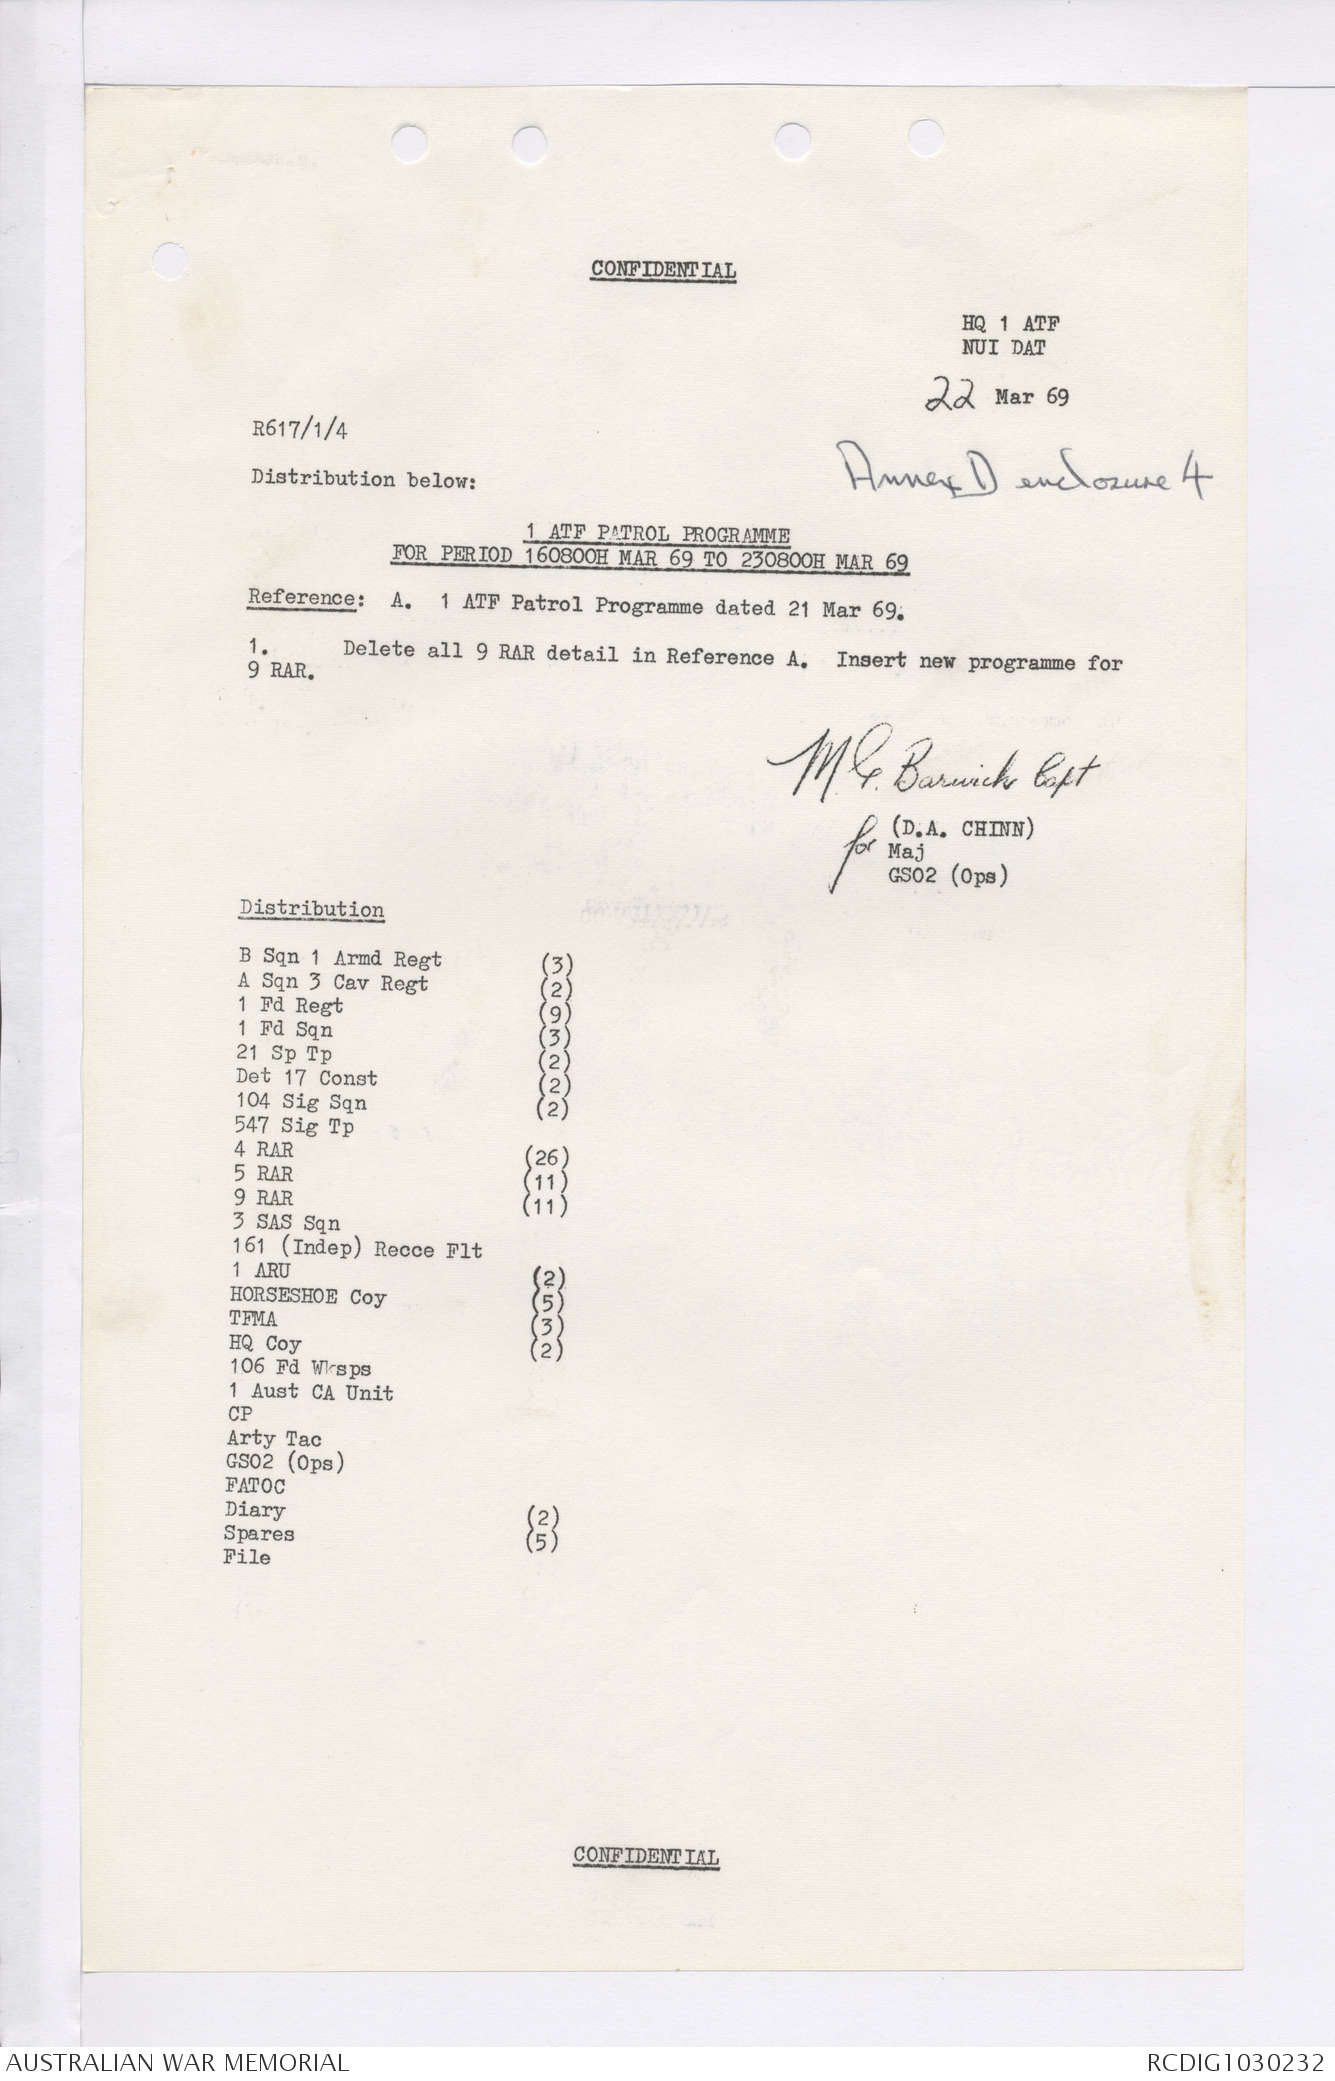 CONFIDENTIAL
HQ 1 ATF
NUI DAT
22 Mar 69
R617/1/4
Distribution below:
Annex D enclosure 4
1 ATF PATROL PROGRAMME
FOR PERIOD 160800H MAR 69 TO 230800H MAR 69
Reference: A. 1 ATF Patrol Programme dated 21 Mar 69.
1. Delete all 9 RAR detail in Reference A. Insert new programme for
9 RAR.
M.G. Barwick Capt
for (D.A. CHINN)
Maj
GSO2 (Ops)
Distribution
B Sqn 1 Armd Regt (3)
A Sqn 3 Cav Regt (2)
1 Fd Regt (9)
1 Fd Sqn (3)
21 Sp Tp (2)
Det 17 Const (2)
104 Sig Sqn (2)
547 Sig Tp
4 RAR (26)
5 RAR (11)
9 RAR (11)
3 SAS Sqn
161 (Indep) Recce Flt
1 ARU (2)
HORSESHOE Coy (5)
TFMA (3)
HQ Coy (2)
106 Fd Wksps
1 Aust CA Unit
CP
Arty Tac
GSO2 (Ops)
FATOC
Diary (2)
Spares (5)
File
CONFIDENTIAL
AUSTRALIAN WAR MEMORIAL
RCDIG1030232